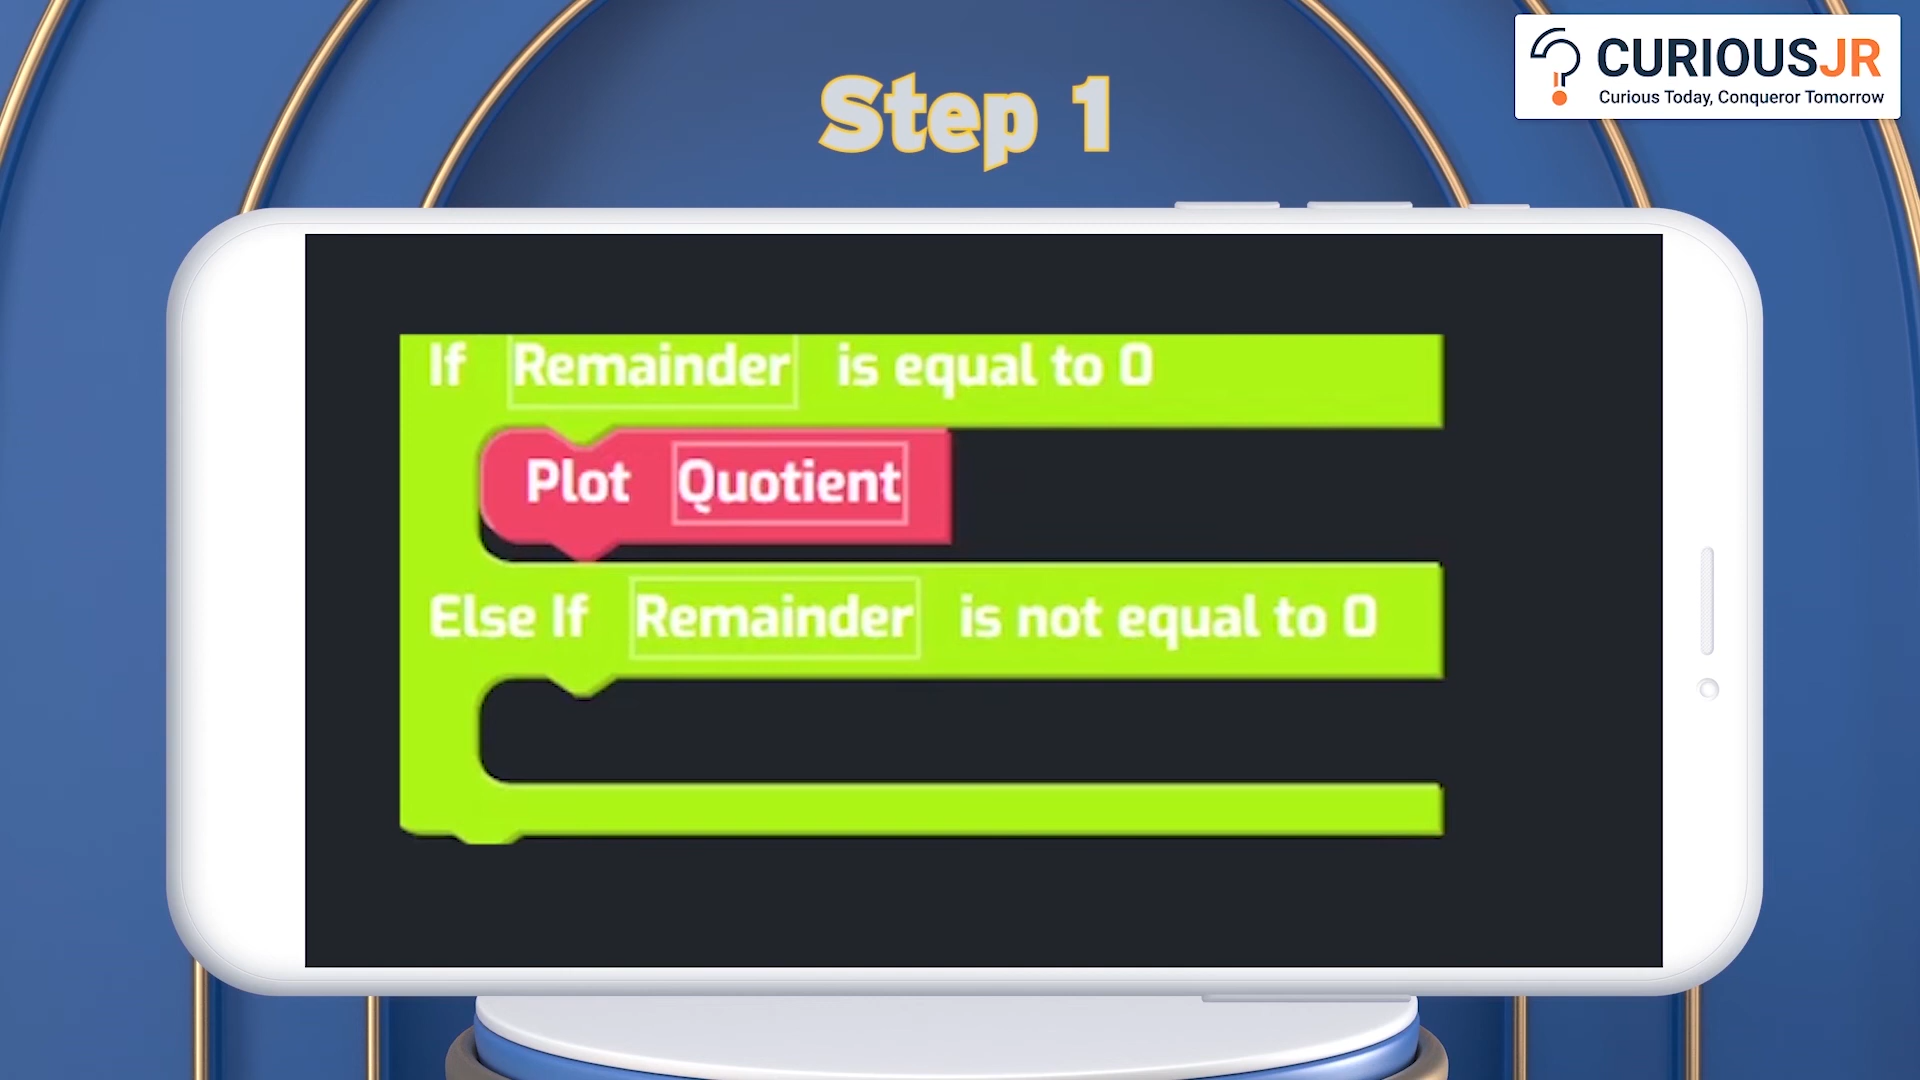 CURIOUSJR
Curious Today, Conqueror Tomorrow
Step 1
If Remainder is equal to 0
Plot Quotient
Else If Remainder is not equal to 0